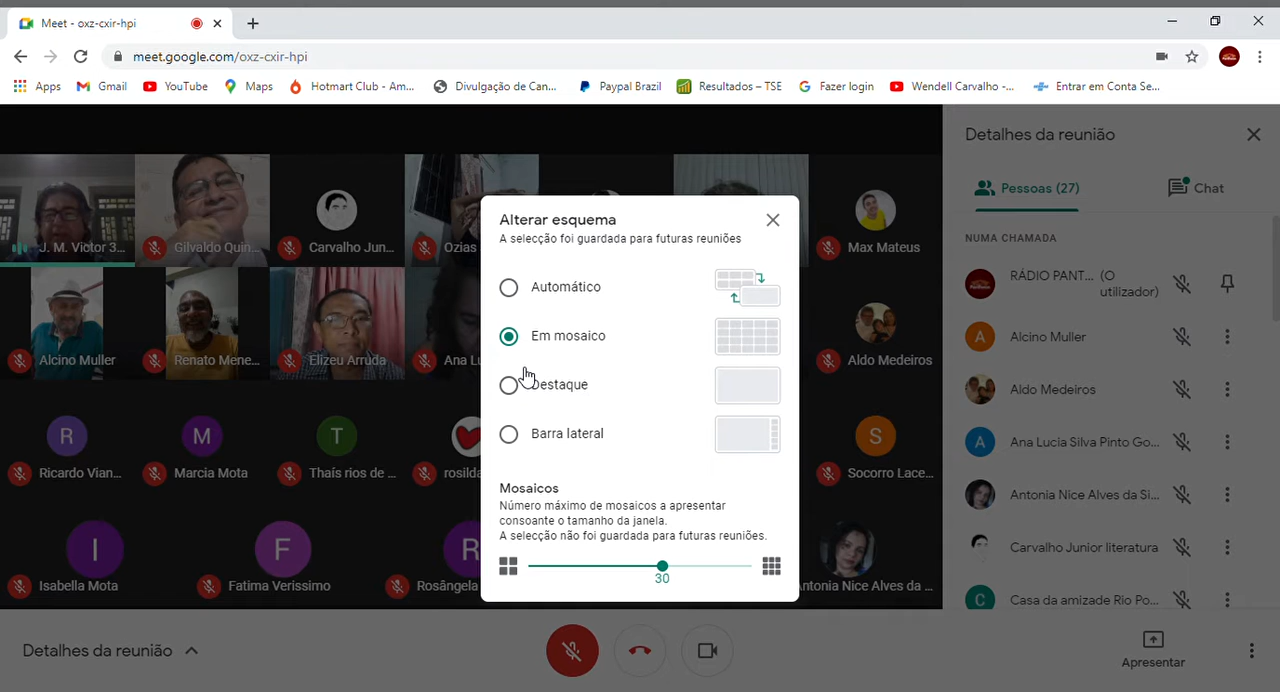 Meet - oxz-cxir-hpi
meet.google.com/oxz-cxir-hpi
Apps
Gmail
YouTube
Maps
Hotmart Club - Am...
Divulgação de Can...
Paypal Brazil
Resultados – TSE
Fazer login
Wendell Carvalho -...
Entrar em Conta Se...
J. M. Victor 3...
Gilvaldo Quin...
Carvalho Jun...
Ozias
Max Mateus
Alcino Muller
Renato Mene...
Elizeu Arruda
Ana Lu
Aldo Medeiros
R
M
T
S
Ricardo Vian...
Marcia Mota
Thaís rios de ...
rosilda
Socorro Lace...
I
F
R
Isabella Mota
Fatima Verissimo
Rosângela
Antonia Nice Alves da ...
Alterar esquema
A selecção foi guardada para futuras reuniões
Automático
Em mosaico
Destaque
Barra lateral
Mosaicos
Número máximo de mosaicos a apresentar
consoante o tamanho da janela.
A selecção não foi guardada para futuras reuniões.
30
Detalhes da reunião
Pessoas (27)
Chat
NUMA CHAMADA
RÁDIO PANT... (O
utilizador)
A
Alcino Muller
Aldo Medeiros
A
Ana Lucia Silva Pinto Go...
Antonia Nice Alves da Si...
Carvalho Junior literatura
C
Casa da amizade Rio Po...
Detalhes da reunião
Apresentar